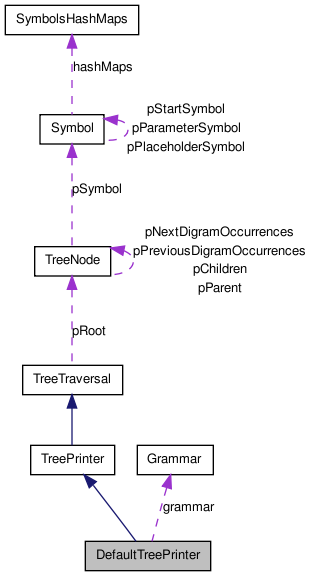 SymbolsHashMaps
hashMaps
pStartSymbol
Symbol
pParameterSymbol
pPlaceholderSymbol
pSymbol
pNextDigramOccurrences
pPreviousDigramOccurrences
TreeNode
pChildren
pParent
pRoot
TreeTraversal
TreePrinter
Grammar
grammar
DefaultTreePrinter